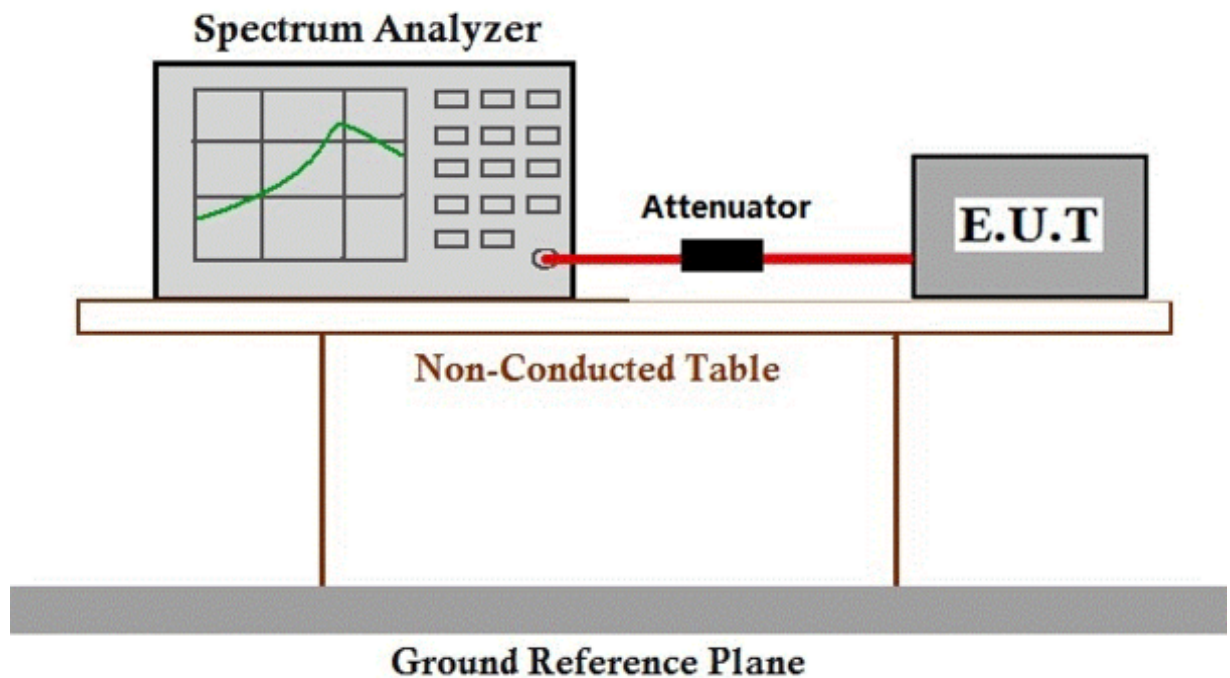 Spectrum Analyzer
Attenuator
E.U.T
Non-Conducted Table
Ground Reference Plane